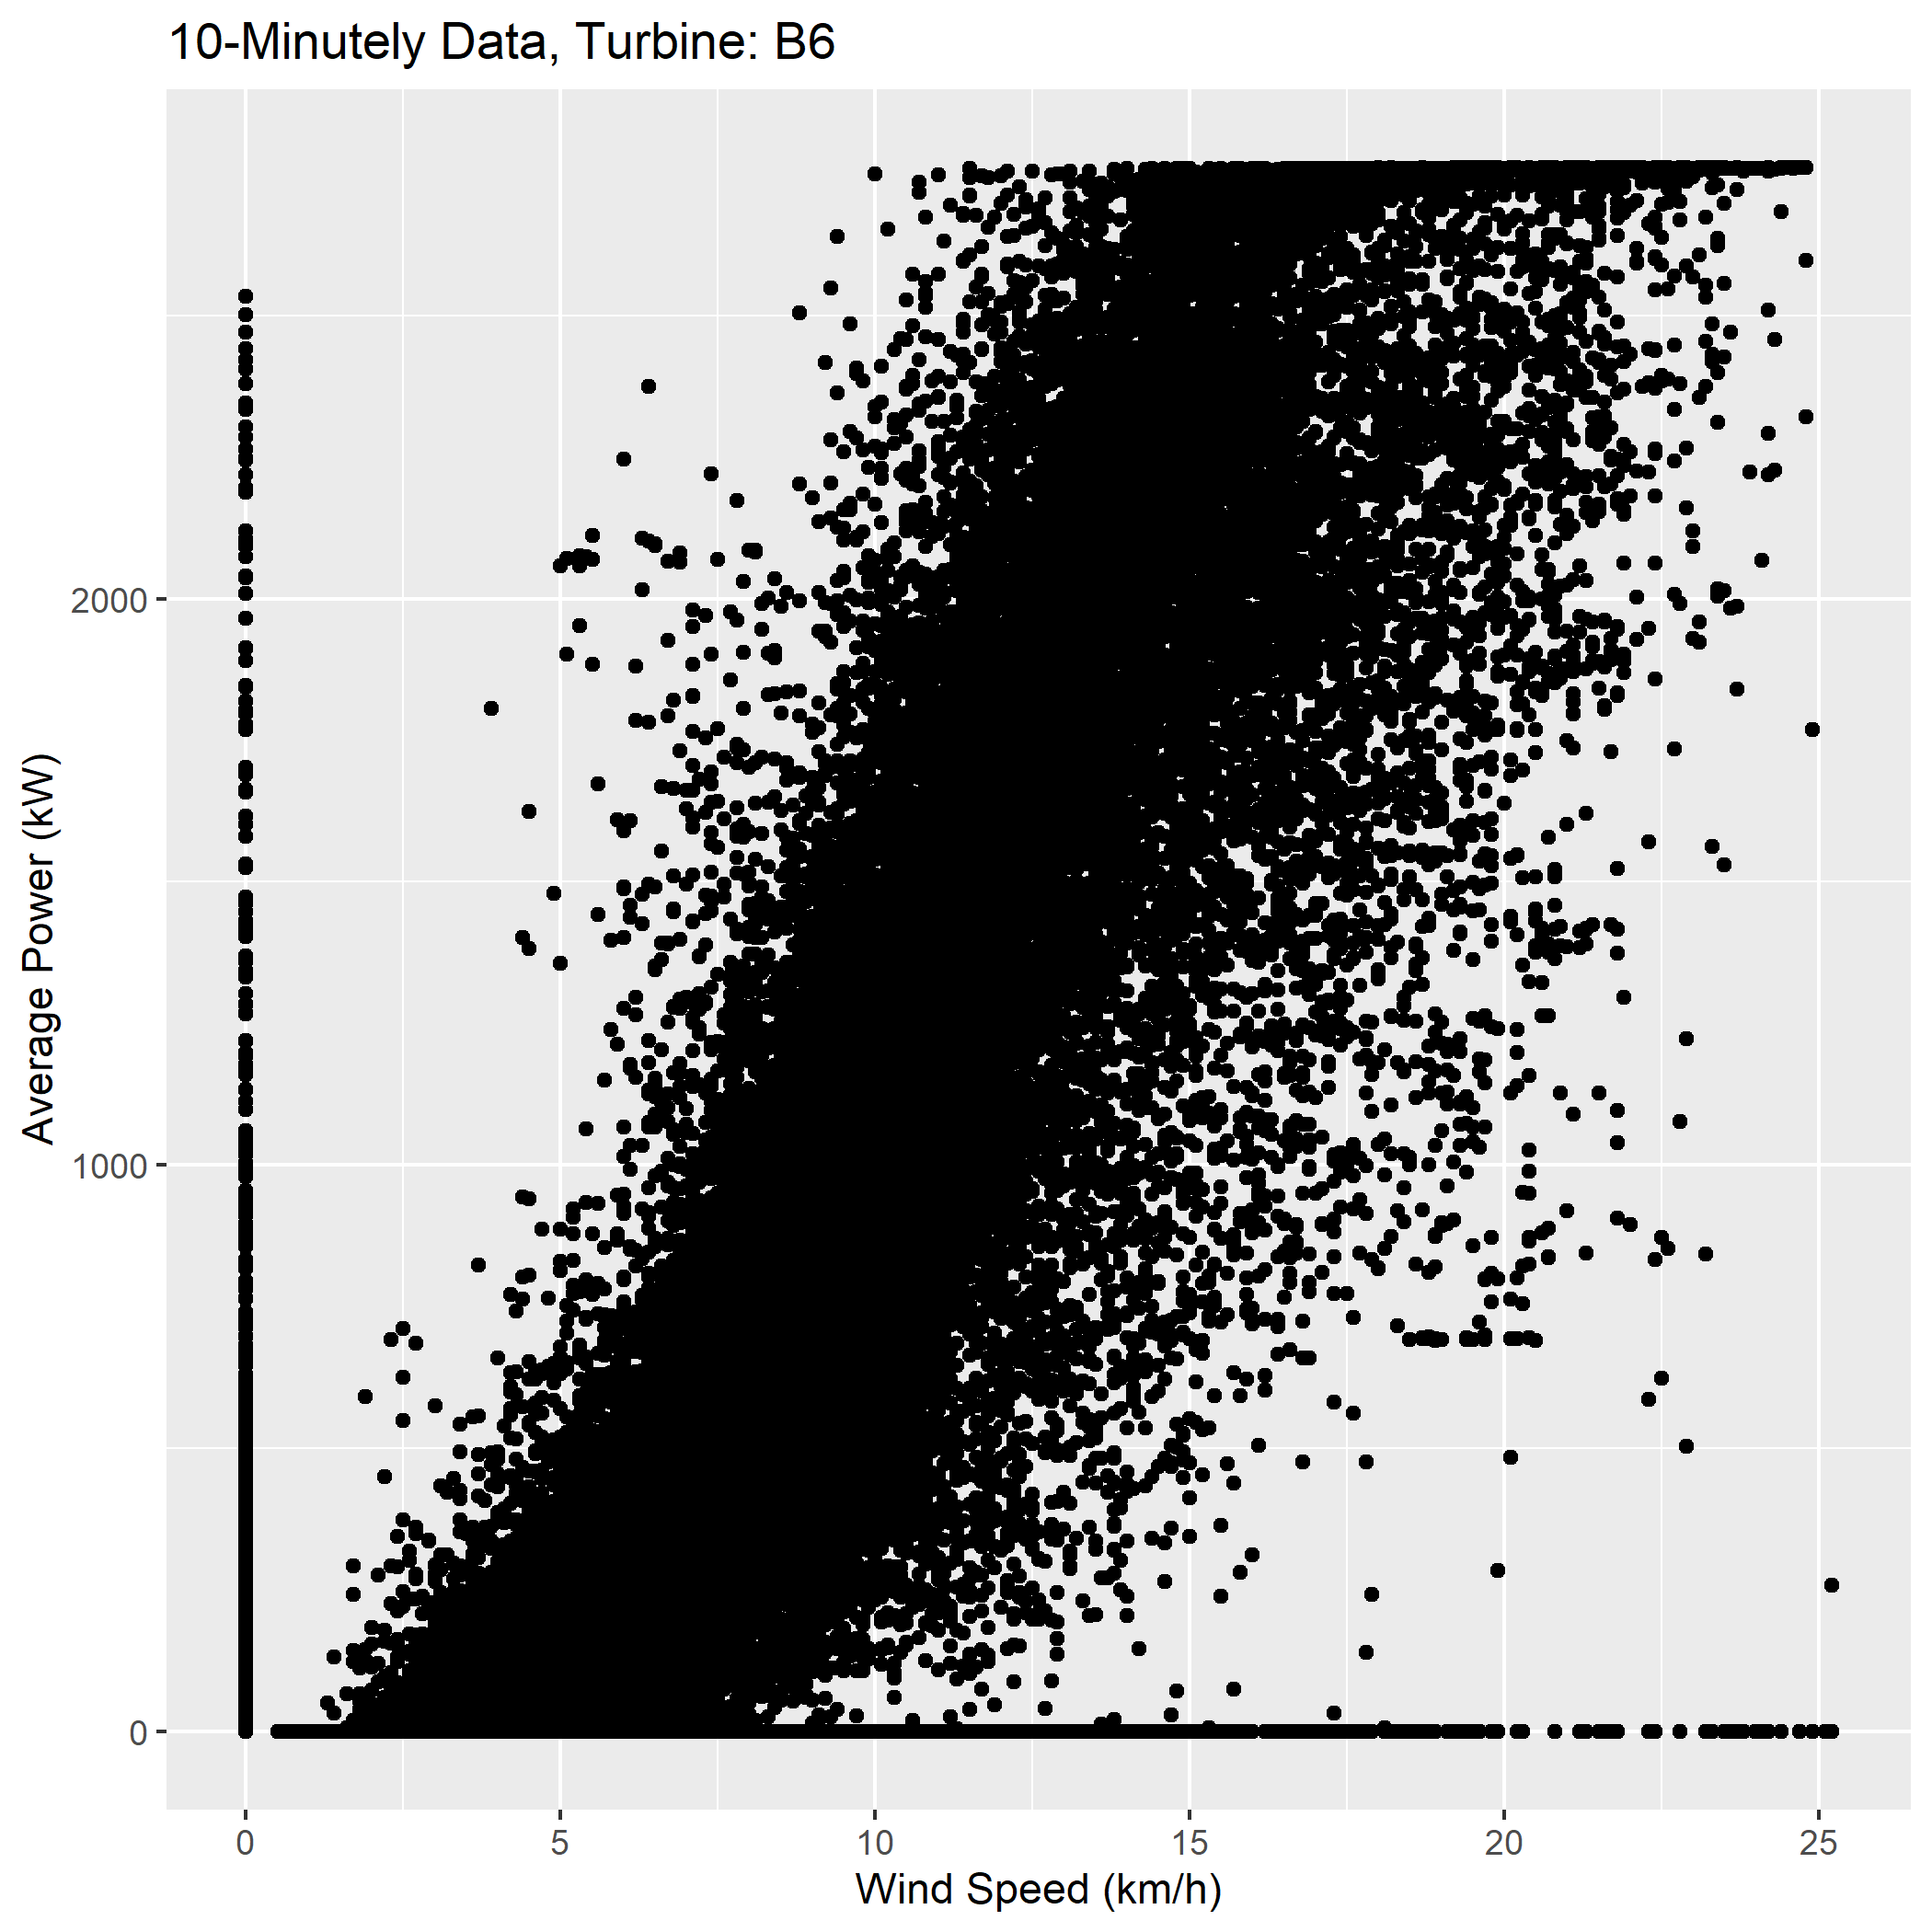 10-Minutely Data, Turbine: B6
Average Power (kW)
2000
1000
0
0 5 10 15 20 25
Wind Speed (km/h)